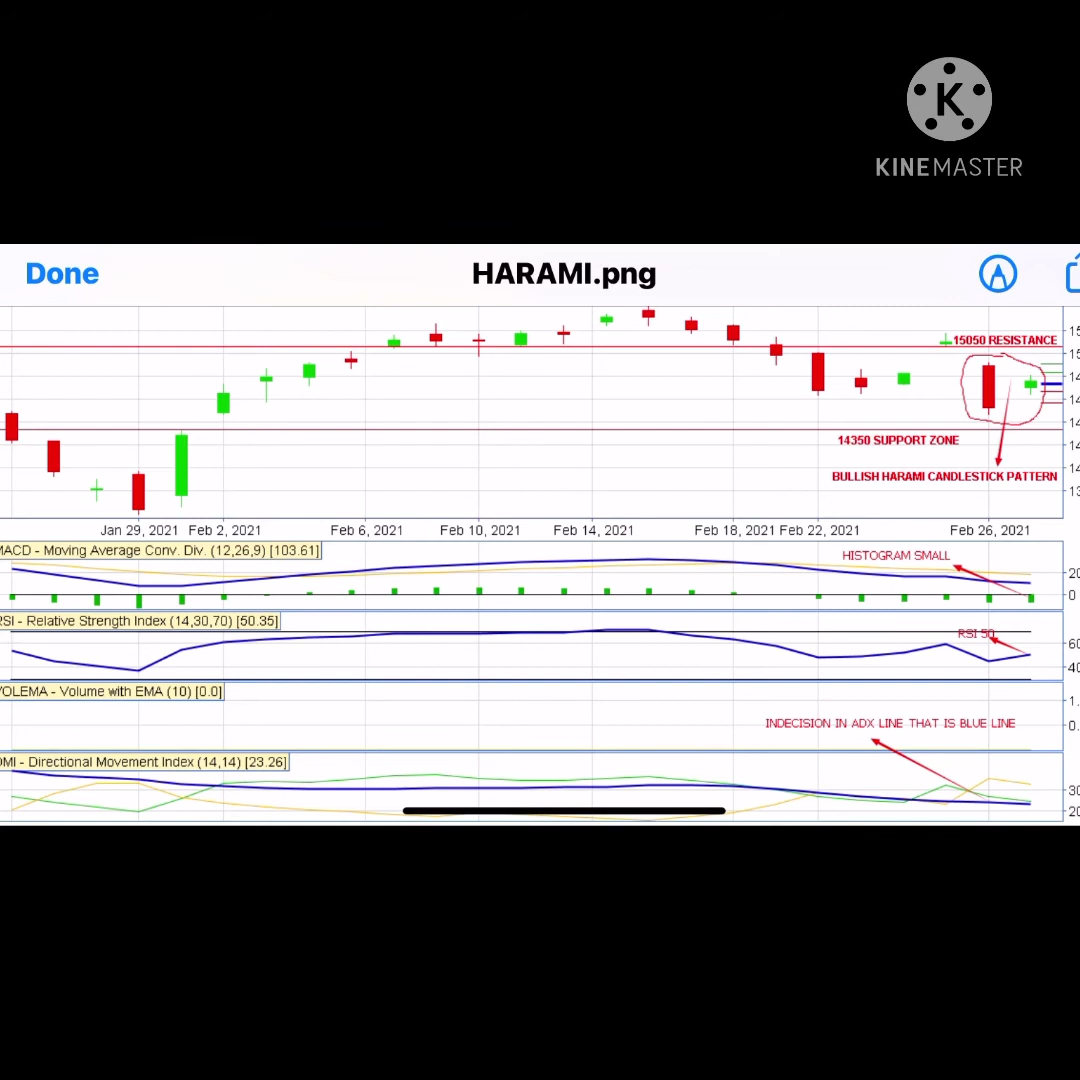 KINEMASTER
Done
HARAMI.png
15050 RESISTANCE
14350 SUPPORT ZONE
BULLISH HARAMI CANDLESTICK PATTERN
Jan 29, 2021 Feb 2, 2021 Feb 6, 2021 Feb 10, 2021 Feb 14, 2021 Feb 18, 2021 Feb 22, 2021 Feb 26, 2021
MACD - Moving Average Conv. Div. (12,26,9) [103.61]
HISTOGRAM SMALL
0
RSI - Relative Strength Index (14,30,70) [50.35]
RSI 50
VOLEMA - Volume with EMA (10) [0.0]
INDECISION IN ADX LINE THAT IS BLUE LINE
DMI - Directional Movement Index (14,14) [23.26]